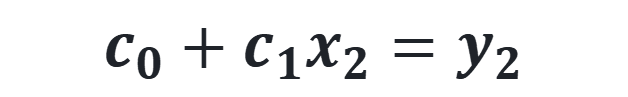 c₀ + c₁x₂ = y₂